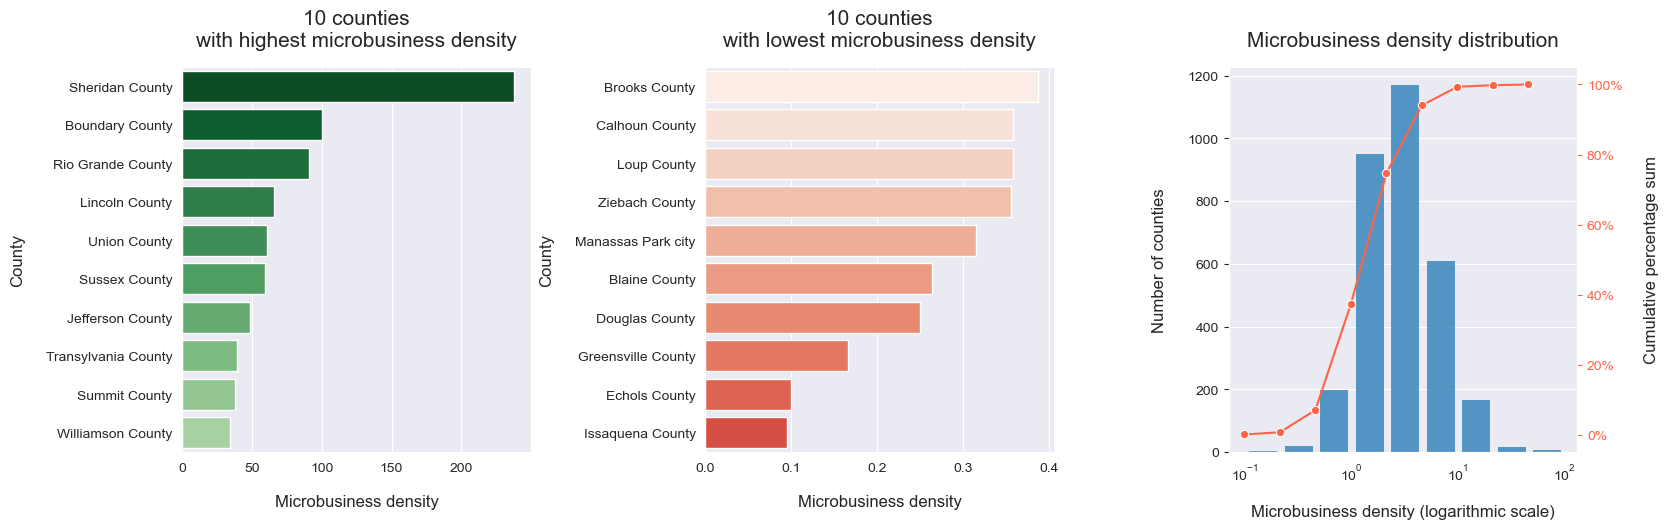 10 counties
with highest microbusiness density
County
Sheridan County
Boundary County
Rio Grande County
Lincoln County
Union County
Sussex County
Jefferson County
Transylvania County
Summit County
Williamson County
0 50 100 150 200
Microbusiness density
10 counties
with lowest microbusiness density
County
Brooks County
Calhoun County
Loup County
Ziebach County
Manassas Park city
Blaine County
Douglas County
Greensville County
Echols County
Issaquena County
0.0 0.1 0.2 0.3 0.4
Microbusiness density
Microbusiness density distribution
Number of counties
1200
1000
800
600
400
200
0
10⁻¹ 10⁰ 10¹ 10²
Microbusiness density (logarithmic scale)
100%
80%
60%
40%
20%
0%
Cumulative percentage sum